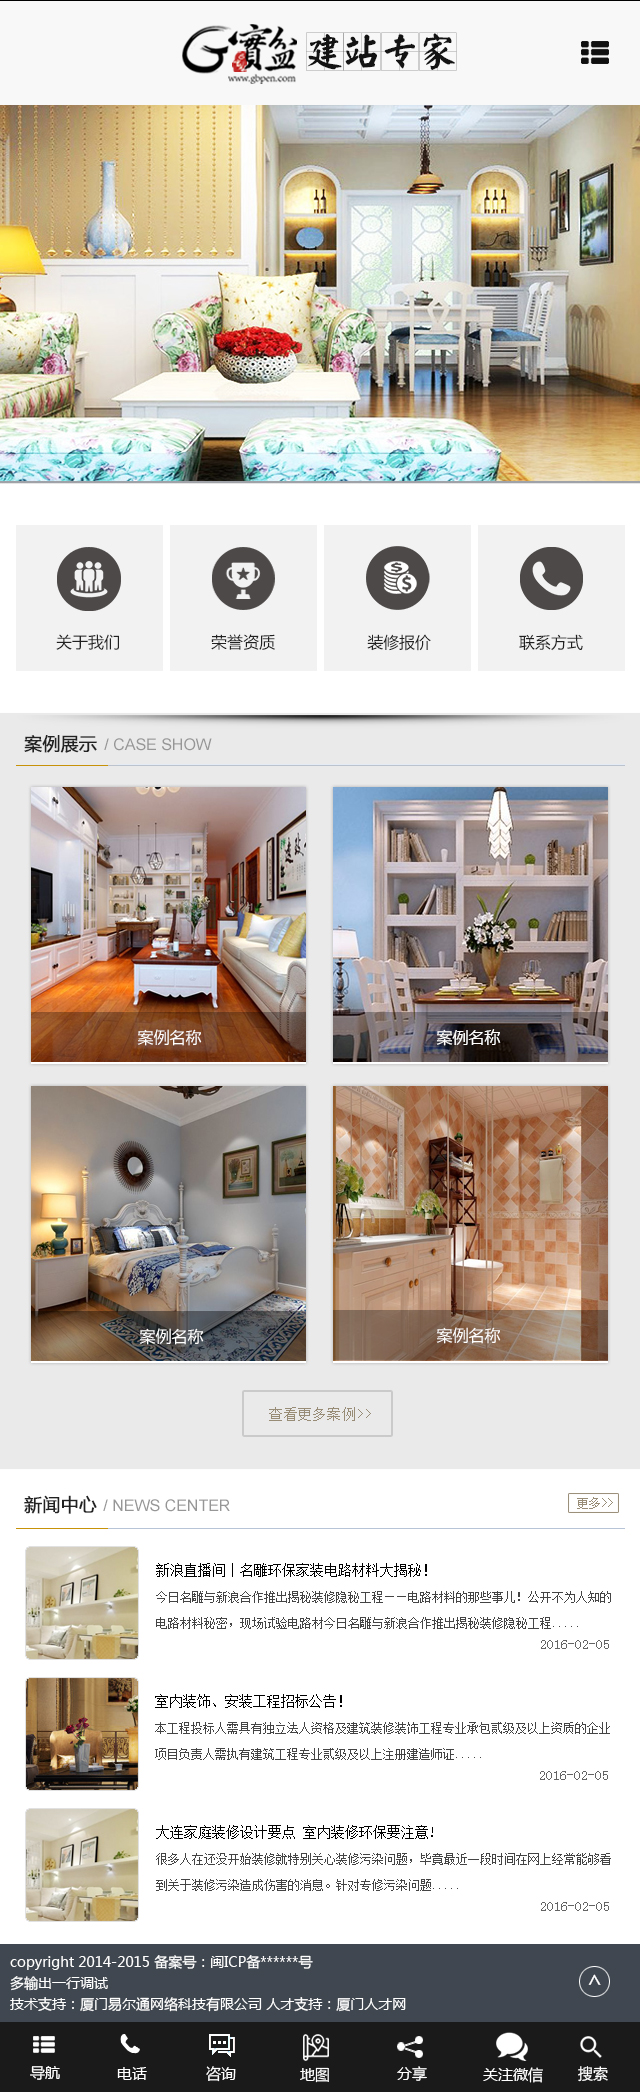 G寶盆 建站专家
www.gbpen.com
关于我们 荣誉资质 装修报价 联系方式
案例展示 / CASE SHOW
案例名称 案例名称
案例名称 案例名称
查看更多案例>>
新闻中心 / NEWS CENTER 更多>>
新浪直播间丨名雕环保家装电路材料大揭秘！
今日名雕与新浪合作推出揭秘装修隐秘工程——电路材料的那些事儿！公开不为人知的
电路材料秘密，现场试验电路材今日名雕与新浪合作推出揭秘装修隐秘工程.....
2016-02-05
室内装饰、安装工程招标公告！
本工程投标人需具有独立法人资格及建筑装修装饰工程专业承包贰级及以上资质的企业
项目负责人需执有建筑工程专业贰级及以上注册建造师证.....
2016-02-05
大连家庭装修设计要点 室内装修环保要注意！
很多人在还没开始装修就特别关心装修污染问题，毕竟最近一段时间在网上经常能够看
到关于装修污染造成伤害的消息。针对专修污染问题.....
2016-02-05
copyright 2014-2015 备案号：闽ICP备******号
多输出一行调试
技术支持：厦门易尔通网络科技有限公司 人才支持：厦门人才网
导航 电话 咨询 地图 分享 关注微信 搜索